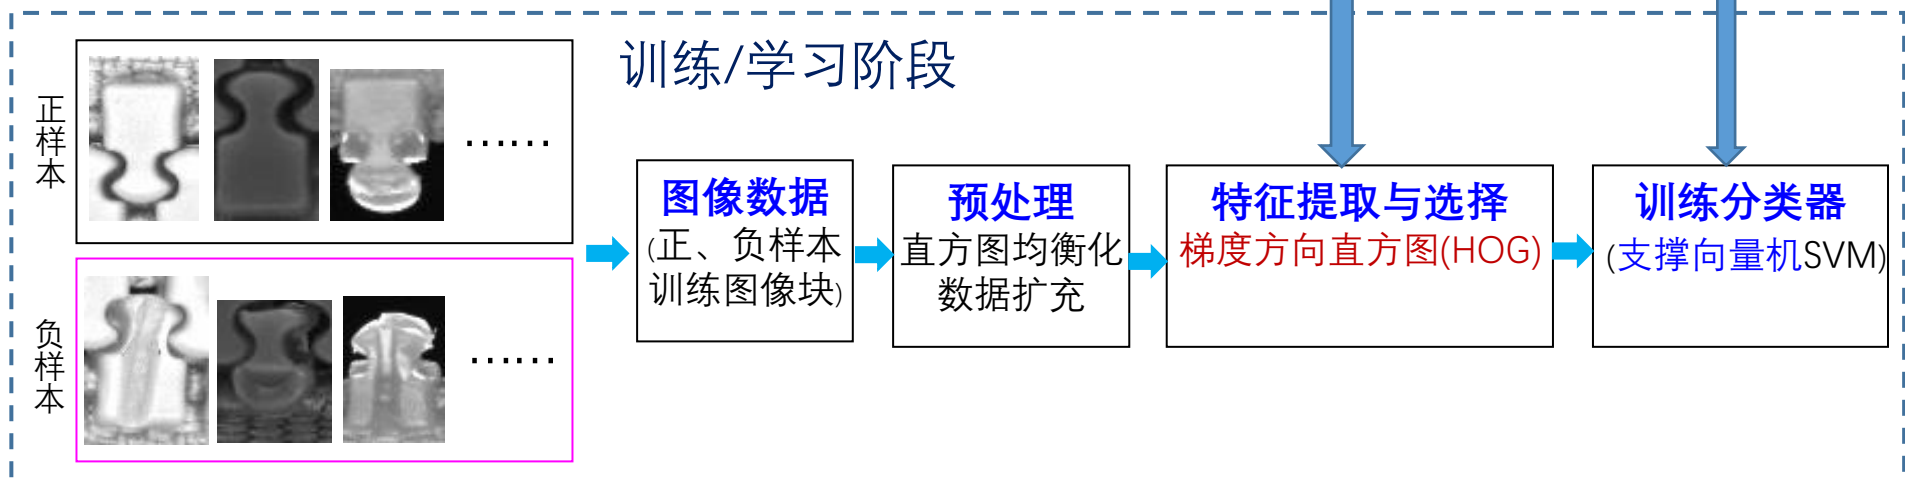 训练/学习阶段
正样本
……
负样本
……
图像数据
(正、负样本
训练图像块)
预处理
直方图均衡化
数据扩充
特征提取与选择
梯度方向直方图(HOG)
训练分类器
(支撑向量机SVM)